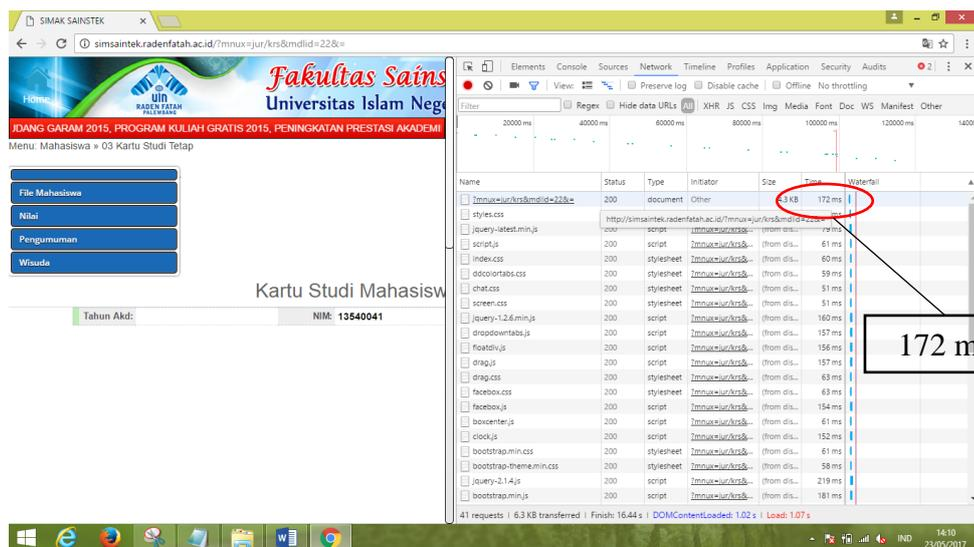 SIMAK SAINSTEK
simsaintek.radenfatah.ac.id/?mnux=jur/krs&mdlid=22&=
Home
UIN
RADEN FATAH
PALEMBANG
Fakultas Sains
Universitas Islam Nege
JDANG GARAM 2015, PROGRAM KULIAH GRATIS 2015, PENINGKATAN PRESTASI AKADEMI
Menu: Mahasiswa » 03 Kartu Studi Tetap
File Mahasiswa
Nilai
Pengumuman
Wisuda
Kartu Studi Mahasisw
Tahun Akd: NIM: 13540041
Elements Console Sources Network Timeline Profiles Application Security Audits 2
View: Preserve log Disable cache Offline No throttling
Filter Regex Hide data URLs All XHR JS CSS Img Media Font Doc WS Manifest Other
20000 ms 40000 ms 60000 ms 80000 ms 100000 ms 120000 ms 1400
Name Status Type Initiator Size Time Waterfall
?mnux=jur/krs&mdlid=22&= 200 document Other 4.3 KB 172 ms
styles.css ms
http://simsaintek.radenfatah.ac.id/?mnux=jur/krs&mdlid=22&=
jquery-latest.min.js 200 script ?mnux=jur/krs&... (from dis... 79 ms
script.js 200 script ?mnux=jur/krs&... (from dis... 61 ms
index.css 200 stylesheet ?mnux=jur/krs&... (from dis... 60 ms
ddcolortabs.css 200 stylesheet ?mnux=jur/krs&... (from dis... 59 ms
chat.css 200 stylesheet ?mnux=jur/krs&... (from dis... 51 ms
screen.css 200 stylesheet ?mnux=jur/krs&... (from dis... 51 ms
jquery-1.2.6.min.js 200 script ?mnux=jur/krs&... (from dis... 160 ms
dropdowntabs.js 200 script ?mnux=jur/krs&... (from dis... 157 ms
floatdiv.js 200 script ?mnux=jur/krs&... (from dis... 156 ms
drag.js 200 script ?mnux=jur/krs&... (from dis... 157 ms
drag.css 200 stylesheet ?mnux=jur/krs&... (from dis... 63 ms
facebox.css 200 stylesheet ?mnux=jur/krs&... (from dis... 63 ms
facebox.js 200 script ?mnux=jur/krs&... (from dis... 154 ms
boxcenter.js 200 script ?mnux=jur/krs&... (from dis... 61 ms
clock.js 200 script ?mnux=jur/krs&... (from dis... 152 ms
bootstrap.min.css 200 stylesheet ?mnux=jur/krs&... (from dis... 61 ms
bootstrap-theme.min.css 200 stylesheet ?mnux=jur/krs&... (from dis... 58 ms
jquery-2.1.4.js 200 script ?mnux=jur/krs&... (from dis... 219 ms
bootstrap.min.js 200 script ?mnux=jur/krs&... (from dis... 181 ms
172 m
41 requests | 6.3 KB transferred | Finish: 16.44 s | DOMContentLoaded: 1.02 s | Load: 1.07 s
IND 14:10
23/05/2017